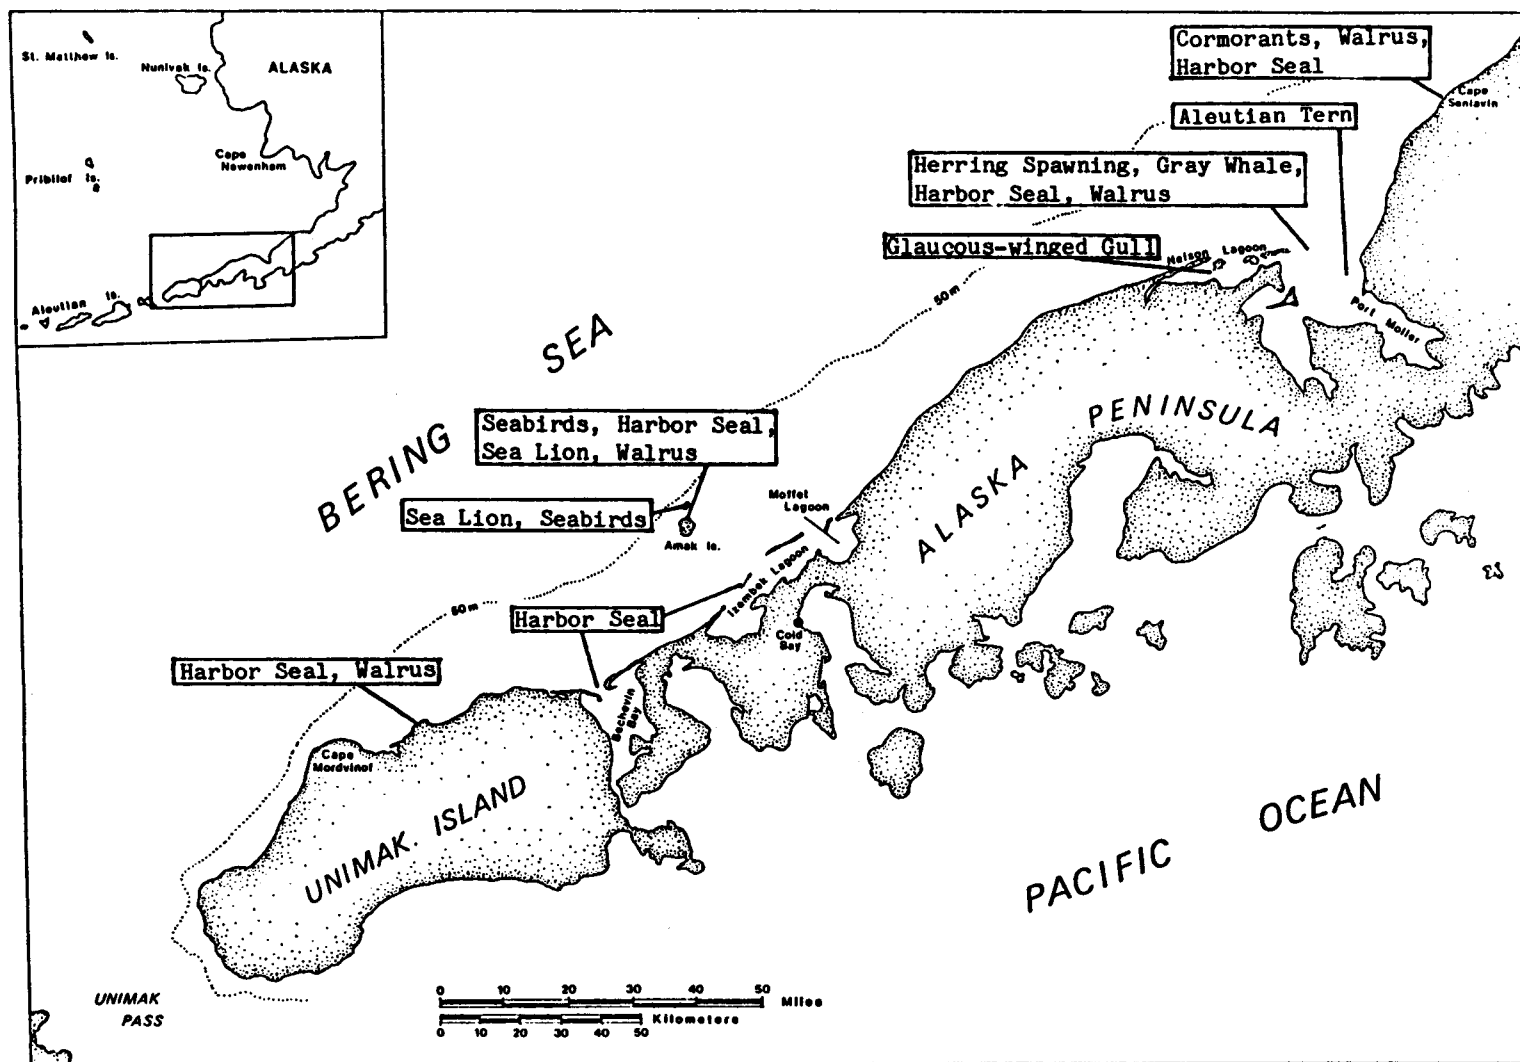 St. Matthew Is.
Nunivak Is.
ALASKA
Cape
Newenham
Pribilof Is.
Aleutian Is.
Cormorants, Walrus,
Harbor Seal
Cape
Seniavin
Aleutian Tern
Herring Spawning, Gray Whale,
Harbor Seal, Walrus
Glaucous-winged Gull
Nelson Lagoon
50m
Port Moller
BERING SEA
Seabirds, Harbor Seal,
Sea Lion, Walrus
ALASKA PENINSULA
Moffet
Lagoon
Sea Lion, Seabirds
Amak Is.
Izembek Lagoon
50m
Harbor Seal
Cold
Bay
Harbor Seal, Walrus
Bechevin
Bay
Cape
Mordvinof
UNIMAK. ISLAND
PACIFIC OCEAN
UNIMAK
PASS
0 10 20 30 40 50 Miles
0 10 20 30 40 50 Kilometers